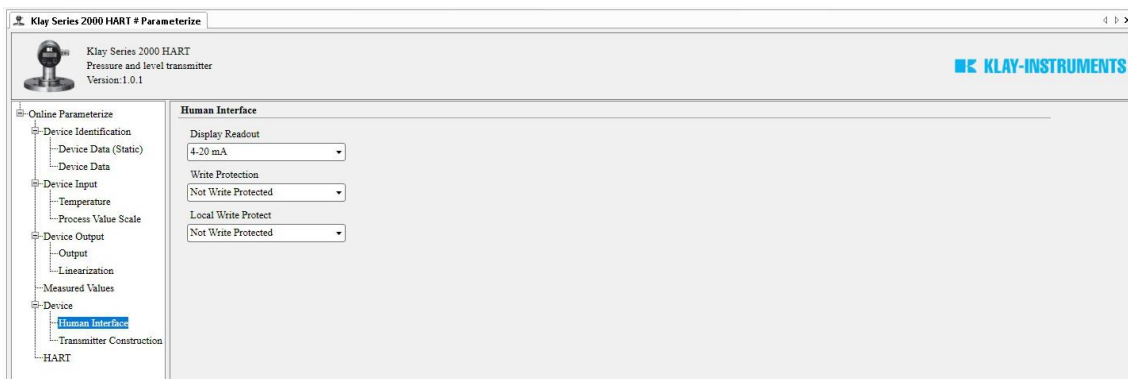 Klay Series 2000 HART # Parameterize
Klay Series 2000 HART
Pressure and level transmitter
Version:1.0.1
KLAY-INSTRUMENTS
Online Parameterize
Device Identification
Device Data (Static)
Device Data
Device Input
Temperature
Process Value Scale
Device Output
Output
Linearization
Measured Values
Device
Human Interface
Transmitter Construction
HART
Human Interface
Display Readout
4-20 mA
Write Protection
Not Write Protected
Local Write Protect
Not Write Protected